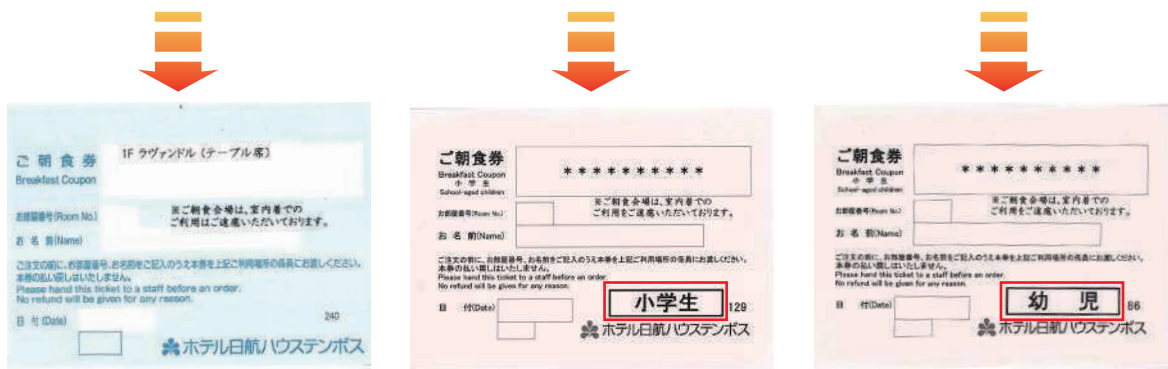 ご朝食券
1F ラヴァンドル (テーブル席)
Breakfast Coupon
お部屋番号(Room No.)
※ご朝食会場は、室内着での
ご利用はご遠慮いただいております。
お名前(Name)
ご注文の前に、お部屋番号、お名前をご記入のうえ本券を上記ご利用場所の係員にお渡しください。
本券の払い戻しはいたしません。
Please hand this ticket to a staff before an order.
No refund will be given for any reason.
日付(Date)
240
ホテル日航ハウステンボス
ご朝食券
**********
Breakfast Coupon
小学生
School-aged children
お部屋番号(Room No.)
※ご朝食会場は、室内着での
ご利用をご遠慮いただいております。
お名前(Name)
ご注文の前に、お部屋番号、お名前をご記入のうえ本券を上記ご利用場所の係員にお渡しください。
本券の払い戻しはいたしません。
Please hand this ticket to a staff before an order.
No refund will be given for any reason.
日付(Date)
小学生 129
ホテル日航ハウステンボス
ご朝食券
**********
Breakfast Coupon
小学生
School-aged children
お部屋番号(Room No.)
※ご朝食会場は、室内着での
ご利用をご遠慮いただいております。
お名前(Name)
ご注文の前に、お部屋番号、お名前をご記入のうえ本券を上記ご利用場所の係員にお渡しください。
本券の払い戻しはいたしません。
Please hand this ticket to a staff before an order.
No refund will be given for any reason.
日付(Date)
幼児 86
ホテル日航ハウステンボス